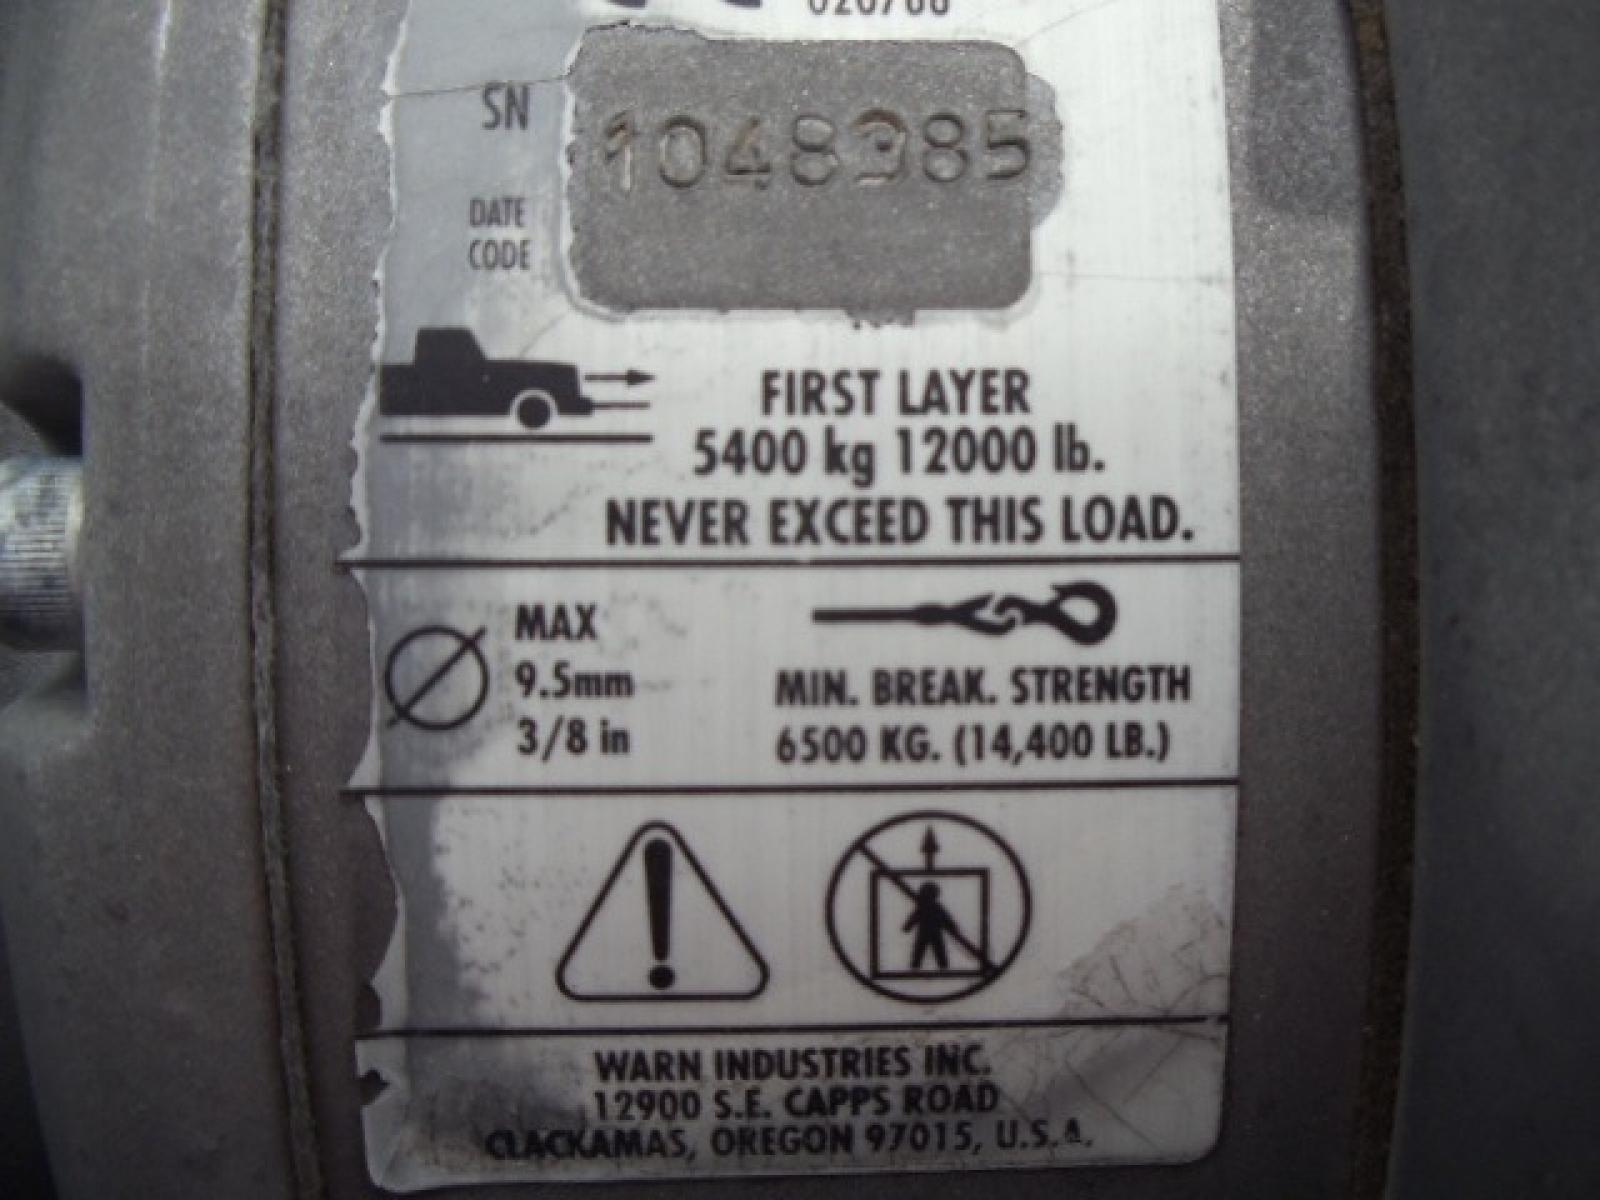 SN
1048985
DATE
CODE
FIRST LAYER
5400 kg 12000 lb.
NEVER EXCEED THIS LOAD.
MAX
9.5mm
3/8 in
MIN. BREAK. STRENGTH
6500 KG. (14,400 LB.)
WARN INDUSTRIES INC.
12900 S.E. CAPPS ROAD
CLACKAMAS, OREGON 97015, U.S.A.